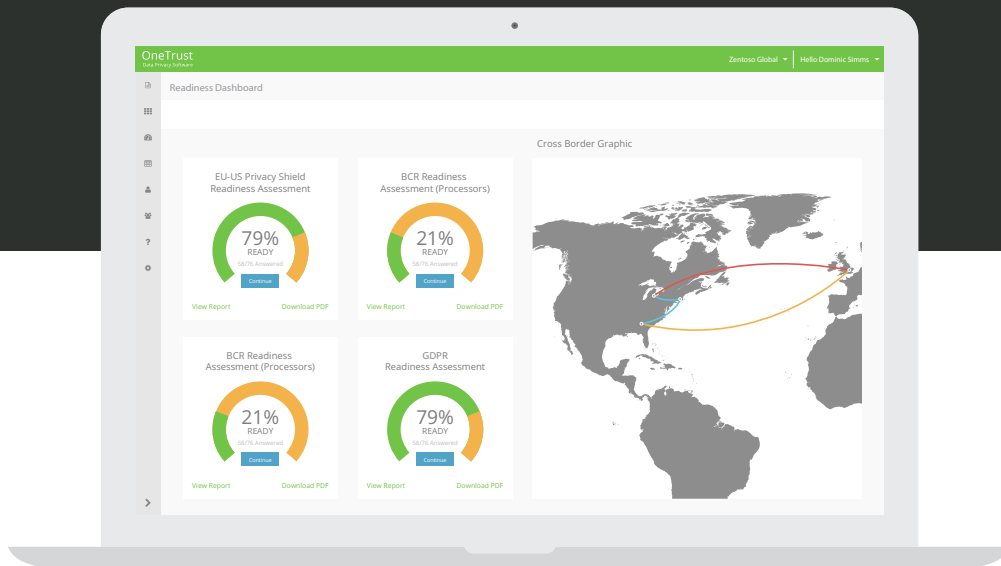 OneTrust
Data Privacy Software
Zentoso Global
Hello Dominic Simms
Readiness Dashboard
Cross Border Graphic
EU-US Privacy Shield
Readiness Assessment
79%
READY
58/76 Answered
Continue
View Report
Download PDF
BCR Readiness
Assessment (Processors)
21%
READY
58/76 Answered
Continue
View Report
Download PDF
BCR Readiness
Assessment (Processors)
21%
READY
58/76 Answered
Continue
View Report
Download PDF
GDPR
Readiness Assessment
79%
READY
58/76 Answered
Continue
View Report
Download PDF